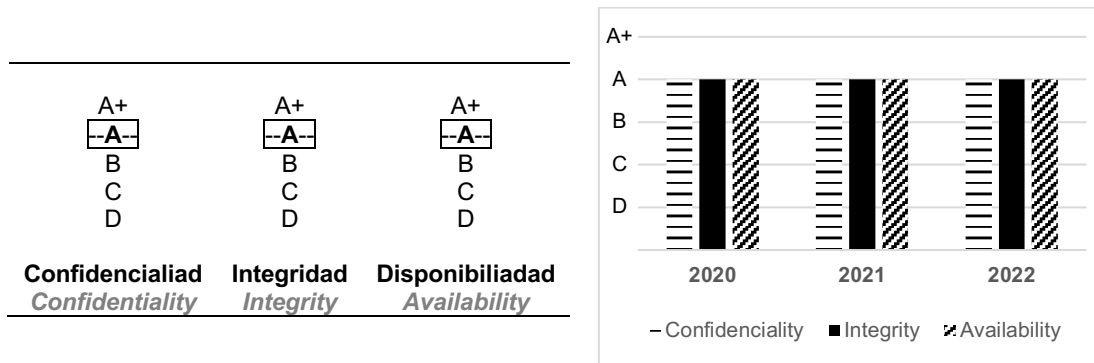 A+ A+ A+
--A-- --A-- --A--
B B B
C C C
D D D
Confidencialiad Integridad Disponibiliadad
Confidentiality Integrity Availability
A+
A
B
C
D
2020 2021 2022
Confidenciality Integrity Availability